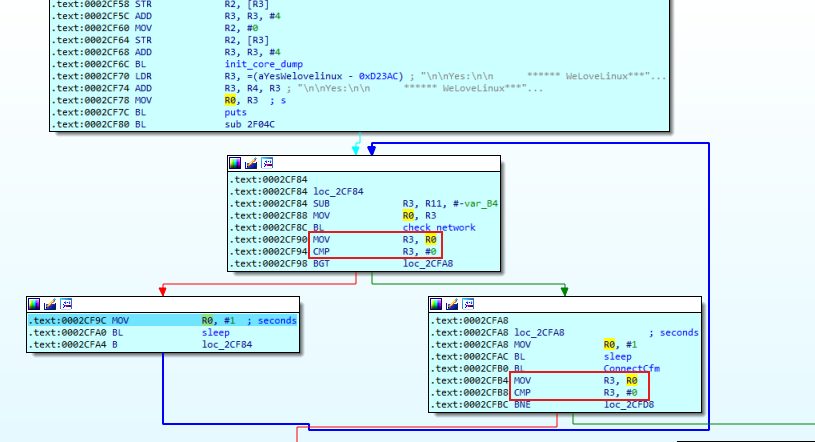 .text:0002CF58 STR R2, [R3]
.text:0002CF5C ADD R3, R3, #4
.text:0002CF60 MOV R2, #0
.text:0002CF64 STR R2, [R3]
.text:0002CF68 ADD R3, R3, #4
.text:0002CF6C BL init_core_dump
.text:0002CF70 LDR R3, =(aYesWelovelinux - 0xD23AC) ; "\n\nYes:\n\n ****** WeLoveLinux***"...
.text:0002CF74 ADD R3, R4, R3 ; "\n\nYes:\n\n ****** WeLoveLinux***"...
.text:0002CF78 MOV R0, R3 ; s
.text:0002CF7C BL puts
.text:0002CF80 BL sub_2F04C
.text:0002CF84
.text:0002CF84 loc_2CF84
.text:0002CF84 SUB R3, R11, #-var_B4
.text:0002CF88 MOV R0, R3
.text:0002CF8C BL check_network
.text:0002CF90 MOV R3, R0
.text:0002CF94 CMP R3, #0
.text:0002CF98 BGT loc_2CFA8
.text:0002CF9C MOV R0, #1 ; seconds
.text:0002CFA0 BL sleep
.text:0002CFA4 B loc_2CF84
.text:0002CFA8
.text:0002CFA8 loc_2CFA8 ; seconds
.text:0002CFA8 MOV R0, #1
.text:0002CFAC BL sleep
.text:0002CFB0 BL ConnectCfm
.text:0002CFB4 MOV R3, R0
.text:0002CFB8 CMP R3, #0
.text:0002CFBC BNE loc_2CFD8